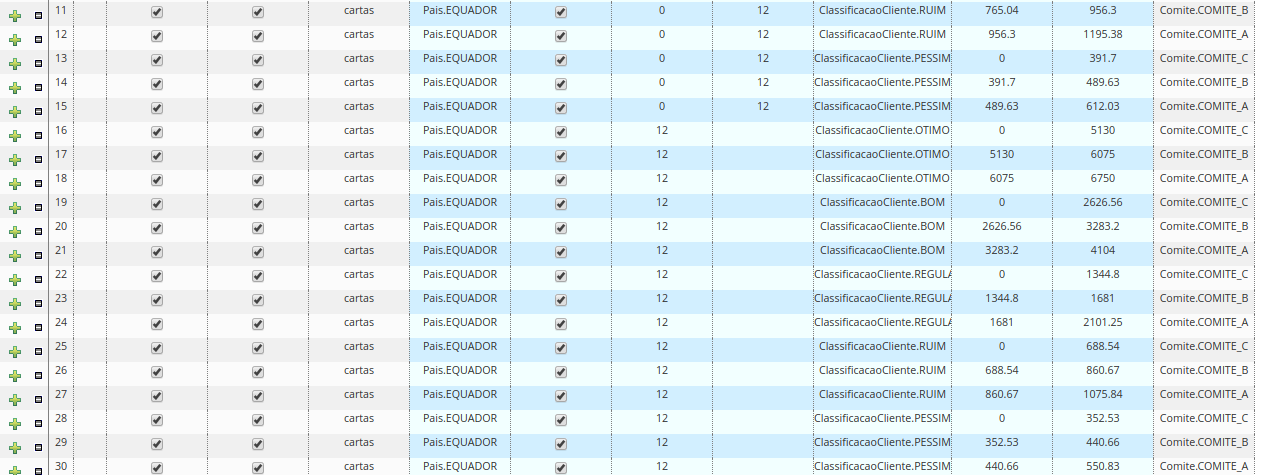 11 cartas Pais.EQUADOR 0 12 ClassificacaoCliente.RUIM 765.04 956.3 Comite.COMITE_B
12 cartas Pais.EQUADOR 0 12 ClassificacaoCliente.RUIM 956.3 1195.38 Comite.COMITE_A
13 cartas Pais.EQUADOR 0 12 ClassificacaoCliente.PESSIM 0 391.7 Comite.COMITE_C
14 cartas Pais.EQUADOR 0 12 ClassificacaoCliente.PESSIM 391.7 489.63 Comite.COMITE_B
15 cartas Pais.EQUADOR 0 12 ClassificacaoCliente.PESSIM 489.63 612.03 Comite.COMITE_A
16 cartas Pais.EQUADOR 12 ClassificacaoCliente.OTIMO 0 5130 Comite.COMITE_C
17 cartas Pais.EQUADOR 12 ClassificacaoCliente.OTIMO 5130 6075 Comite.COMITE_B
18 cartas Pais.EQUADOR 12 ClassificacaoCliente.OTIMO 6075 6750 Comite.COMITE_A
19 cartas Pais.EQUADOR 12 ClassificacaoCliente.BOM 0 2626.56 Comite.COMITE_C
20 cartas Pais.EQUADOR 12 ClassificacaoCliente.BOM 2626.56 3283.2 Comite.COMITE_B
21 cartas Pais.EQUADOR 12 ClassificacaoCliente.BOM 3283.2 4104 Comite.COMITE_A
22 cartas Pais.EQUADOR 12 ClassificacaoCliente.REGULA 0 1344.8 Comite.COMITE_C
23 cartas Pais.EQUADOR 12 ClassificacaoCliente.REGULA 1344.8 1681 Comite.COMITE_B
24 cartas Pais.EQUADOR 12 ClassificacaoCliente.REGULA 1681 2101.25 Comite.COMITE_A
25 cartas Pais.EQUADOR 12 ClassificacaoCliente.RUIM 0 688.54 Comite.COMITE_C
26 cartas Pais.EQUADOR 12 ClassificacaoCliente.RUIM 688.54 860.67 Comite.COMITE_B
27 cartas Pais.EQUADOR 12 ClassificacaoCliente.RUIM 860.67 1075.84 Comite.COMITE_A
28 cartas Pais.EQUADOR 12 ClassificacaoCliente.PESSIM 0 352.53 Comite.COMITE_C
29 cartas Pais.EQUADOR 12 ClassificacaoCliente.PESSIM 352.53 440.66 Comite.COMITE_B
30 cartas Pais.EQUADOR 12 ClassificacaoCliente.PESSIM 440.66 550.83 Comite.COMITE_A